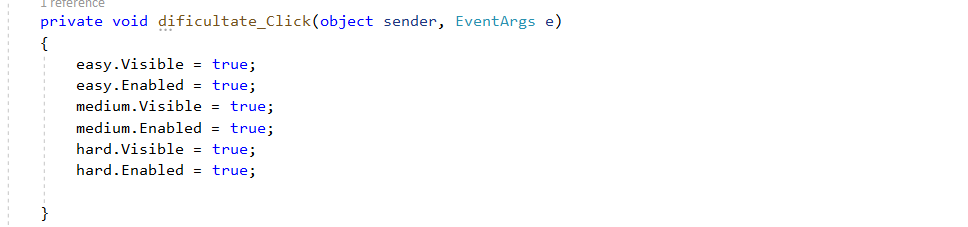 1 reference
private void dificultate_Click(object sender, EventArgs e)
{
easy.Visible = true;
easy.Enabled = true;
medium.Visible = true;
medium.Enabled = true;
hard.Visible = true;
hard.Enabled = true;
}